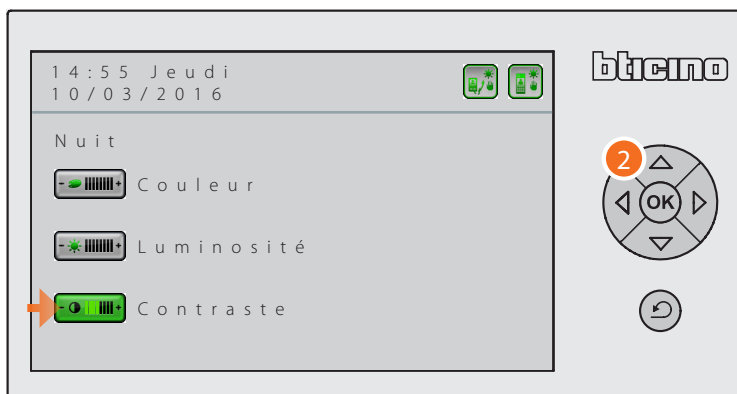 14:55 Jeudi
10/03/2016
bticino
Nuit
2
- + Couleur
OK
- + Luminosité
- + Contraste